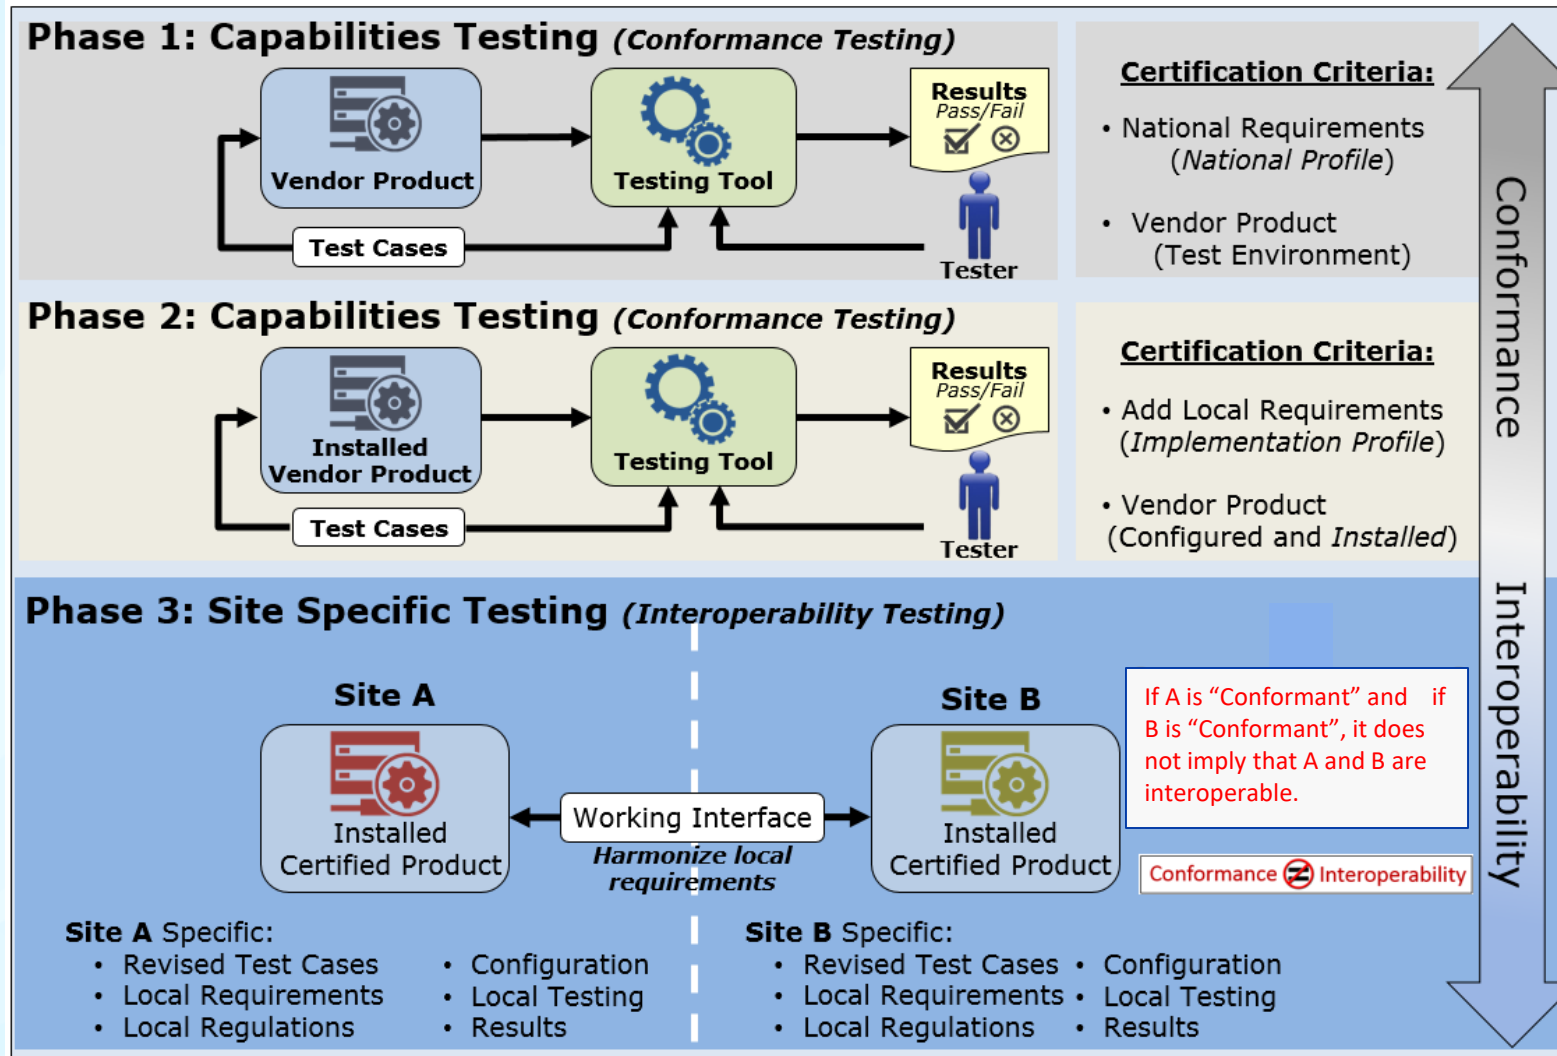 Phase 1: Capabilities Testing (Conformance Testing)
Vendor Product
Testing Tool
Results
Pass/Fail
Test Cases
Tester
Certification Criteria:
• National Requirements
(National Profile)
• Vendor Product
(Test Environment)
Phase 2: Capabilities Testing (Conformance Testing)
Installed
Vendor Product
Testing Tool
Results
Pass/Fail
Test Cases
Tester
Certification Criteria:
• Add Local Requirements
(Implementation Profile)
• Vendor Product
(Configured and Installed)
Conformance
Interoperability
Phase 3: Site Specific Testing (Interoperability Testing)
Site A
Installed
Certified Product
Working Interface
Harmonize local
requirements
Site B
Installed
Certified Product
If A is “Conformant” and if
B is “Conformant”, it does
not imply that A and B are
interoperable.
Conformance = Interoperability
Site A Specific:
• Revised Test Cases
• Local Requirements
• Local Regulations
• Configuration
• Local Testing
• Results
Site B Specific:
• Revised Test Cases
• Local Requirements
• Local Regulations
• Configuration
• Local Testing
• Results